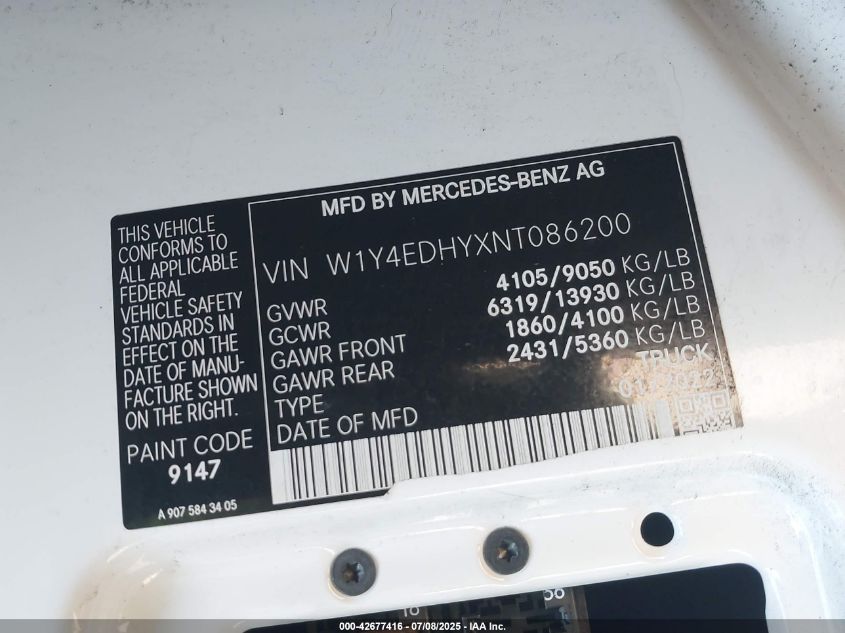 MFD BY MERCEDES-BENZ AG
THIS VEHICLE
CONFORMS TO
ALL APPLICABLE
FEDERAL
VEHICLE SAFETY
STANDARDS IN
EFFECT ON THE
DATE OF MANU-
FACTURE SHOWN
ON THE RIGHT.
PAINT CODE
9147
A 907 584 34 05
VIN W1Y4EDHYXNT086200
GVWR 4105/9050 KG/LB
GCWR 6319/13930 KG/LB
GAWR FRONT 1860/4100 KG/LB
GAWR REAR 2431/5360 KG/LB
TYPE TRUCK
DATE OF MFD
000-42677416 - 07/08/2025 - IAA Inc.